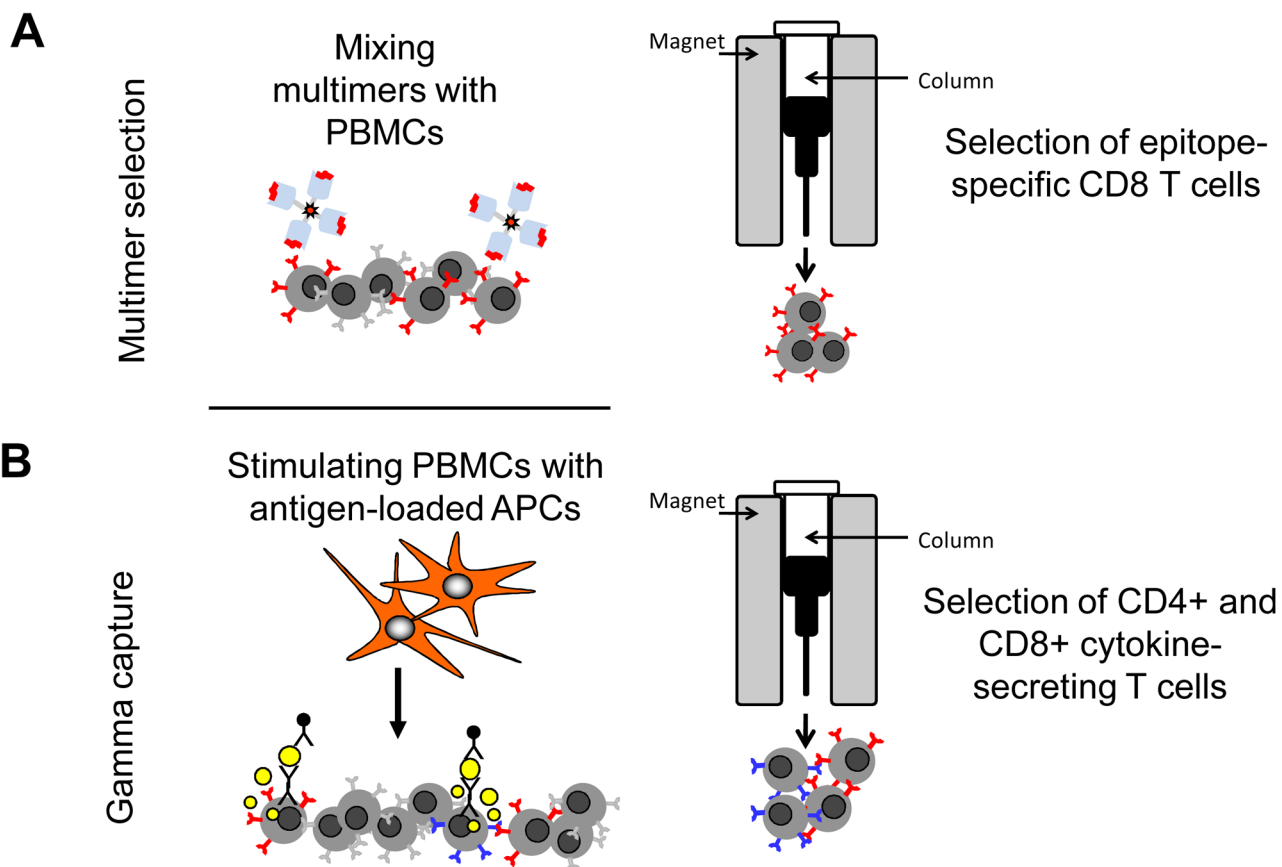 A
Multimer selection
Mixing
multimers with
PBMCs
Magnet
Column
Selection of epitope-
specific CD8 T cells
B
Gamma capture
Stimulating PBMCs with
antigen-loaded APCs
Magnet
Column
Selection of CD4+ and
CD8+ cytokine-
secreting T cells